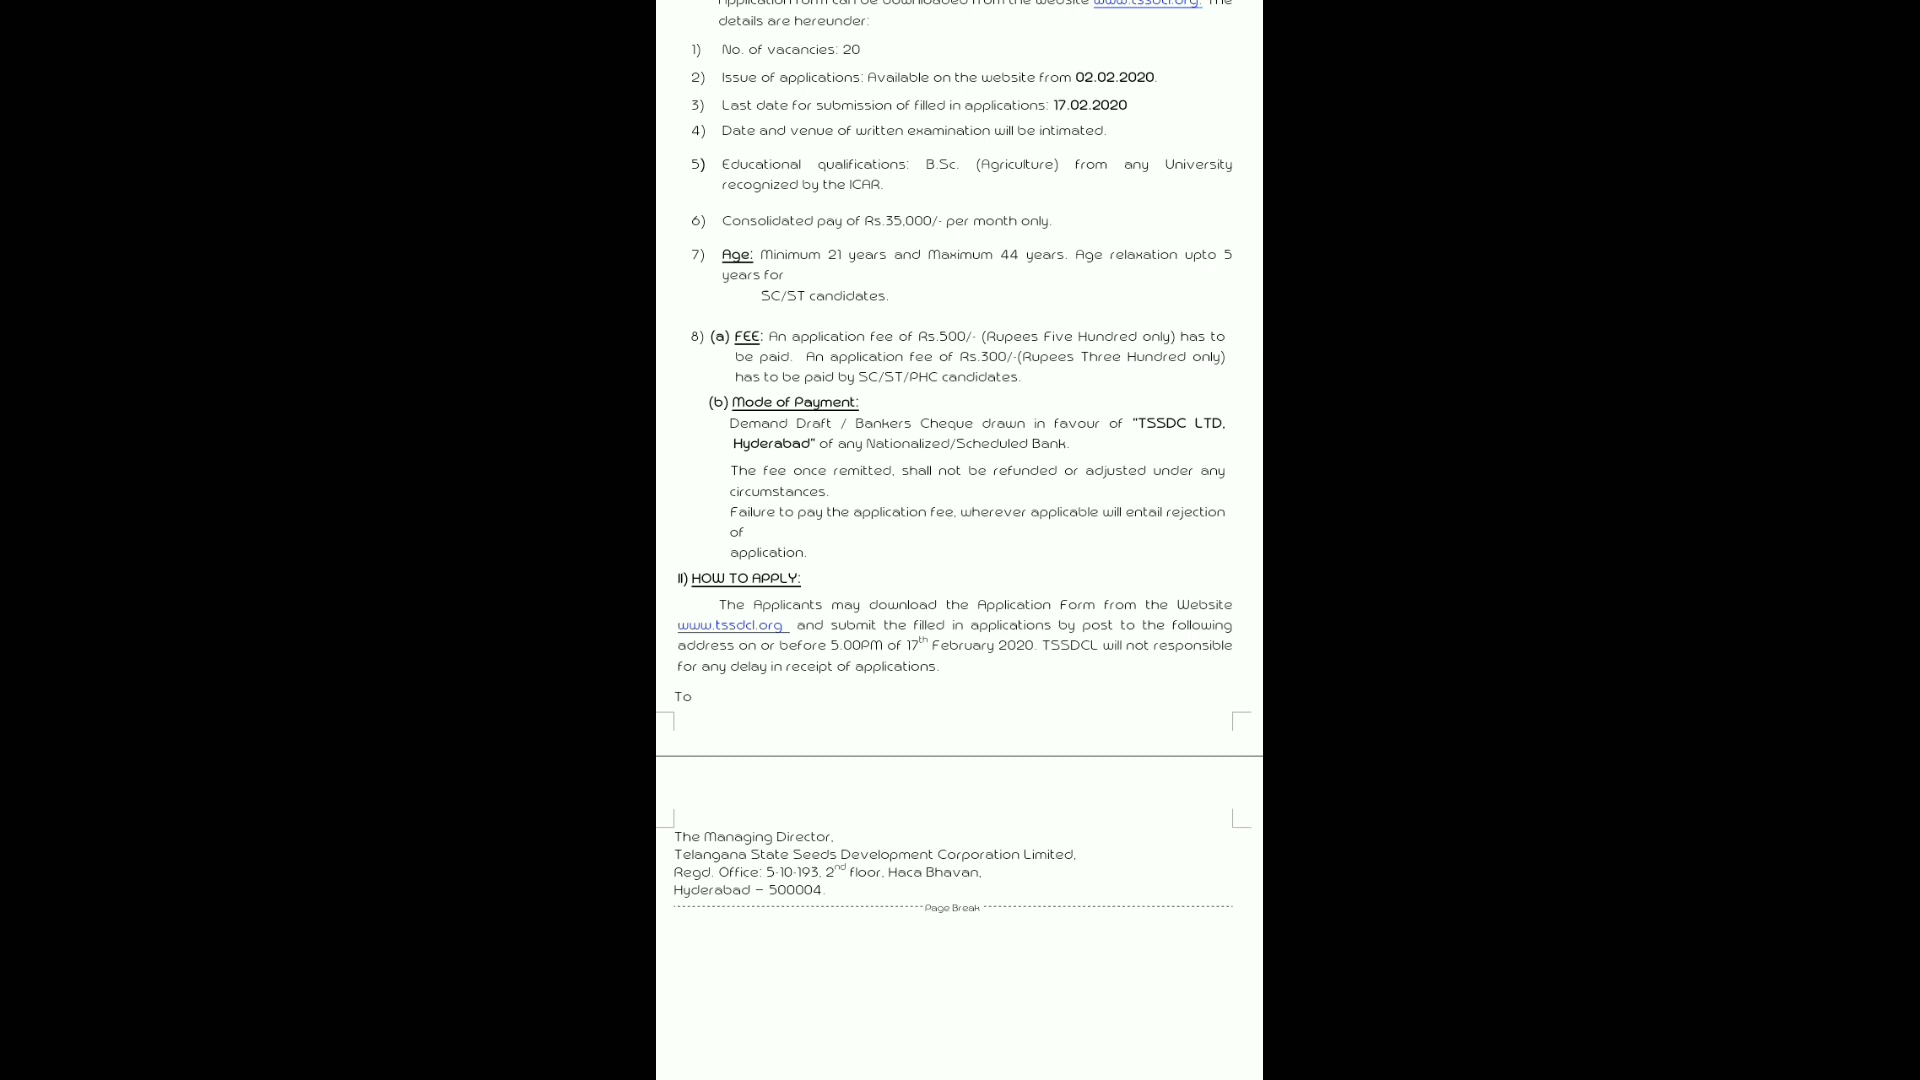 Application form can be downloaded from the website www.tssdcl.org. The
details are hereunder:
1) No. of vacancies: 20
2) Issue of applications: Available on the website from 02.02.2020.
3) Last date for submission of filled in applications: 17.02.2020
4) Date and venue of written examination will be intimated.
5) Educational qualifications: B.Sc. (Agriculture) from any University
recognized by the ICAR.
6) Consolidated pay of Rs.35,000/- per month only.
7) Age: Minimum 21 years and Maximum 44 years. Age relaxation upto 5
years for
SC/ST candidates.
8) (a) FEE: An application fee of Rs.500/- (Rupees Five Hundred only) has to
be paid. An application fee of Rs.300/-(Rupees Three Hundred only)
has to be paid by SC/ST/PHC candidates.
(b) Mode of Payment:
Demand Draft / Bankers Cheque drawn in favour of "TSSDC LTD,
Hyderabad" of any Nationalized/Scheduled Bank.
The fee once remitted, shall not be refunded or adjusted under any
circumstances.
Failure to pay the application fee, wherever applicable will entail rejection
of
application.
II) HOW TO APPLY:
The Applicants may download the Application Form from the Website
www.tssdcl.org and submit the filled in applications by post to the following
address on or before 5.00PM of 17th February 2020. TSSDCL will not responsible
for any delay in receipt of applications.
To
The Managing Director,
Telangana State Seeds Development Corporation Limited,
Regd. Office: 5-10-193, 2nd floor, Haca Bhavan,
Hyderabad – 500004.
Page Break